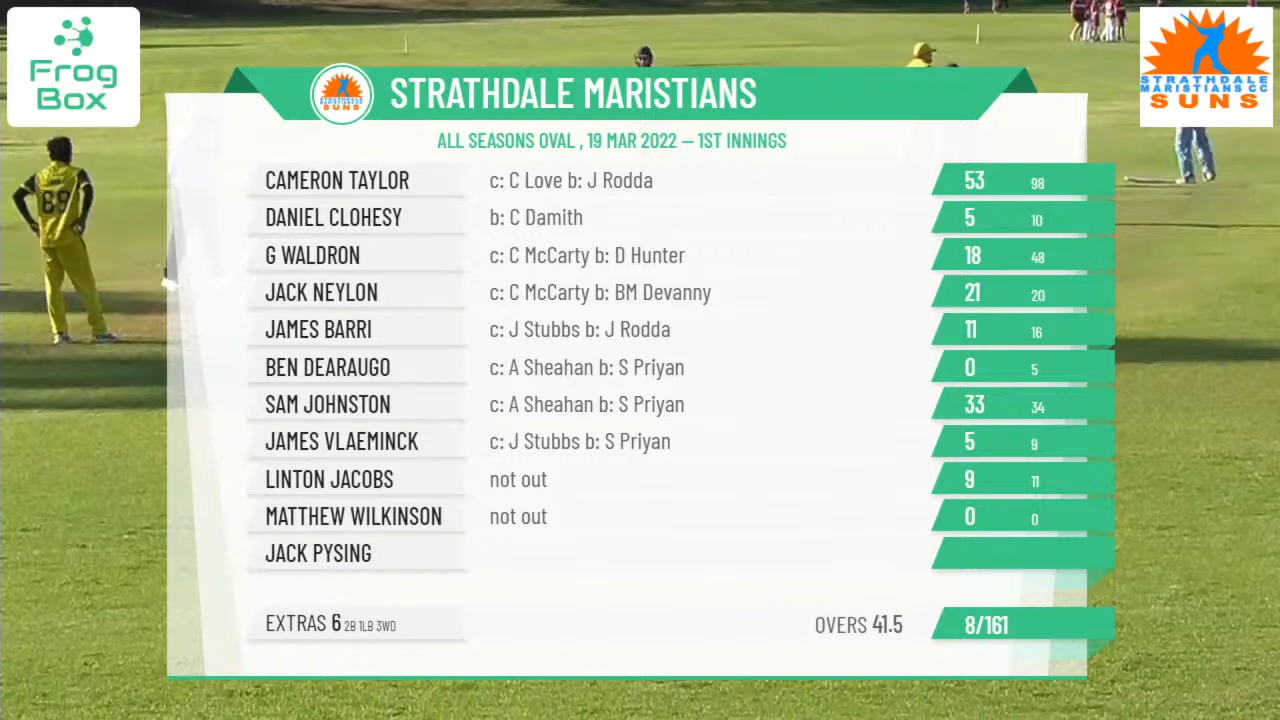 Frog
Box
STRATHDALE
MARISTIANS CC
SUNS
STRATHDALE MARISTIANS
ALL SEASONS OVAL , 19 MAR 2022 – 1ST INNINGS
CAMERON TAYLOR c: C Love b: J Rodda 53 98
DANIEL CLOHESY b: C Damith 5 10
G WALDRON c: C McCarty b: D Hunter 18 48
JACK NEYLON c: C McCarty b: BM Devanny 21 20
JAMES BARRI c: J Stubbs b: J Rodda 11 16
BEN DEARAUGO c: A Sheahan b: S Priyan 0 5
SAM JOHNSTON c: A Sheahan b: S Priyan 33 34
JAMES VLAEMINCK c: J Stubbs b: S Priyan 5 9
LINTON JACOBS not out 9 11
MATTHEW WILKINSON not out 0 0
JACK PYSING
EXTRAS 6 2B 1LB 3WD OVERS 41.5 8/161